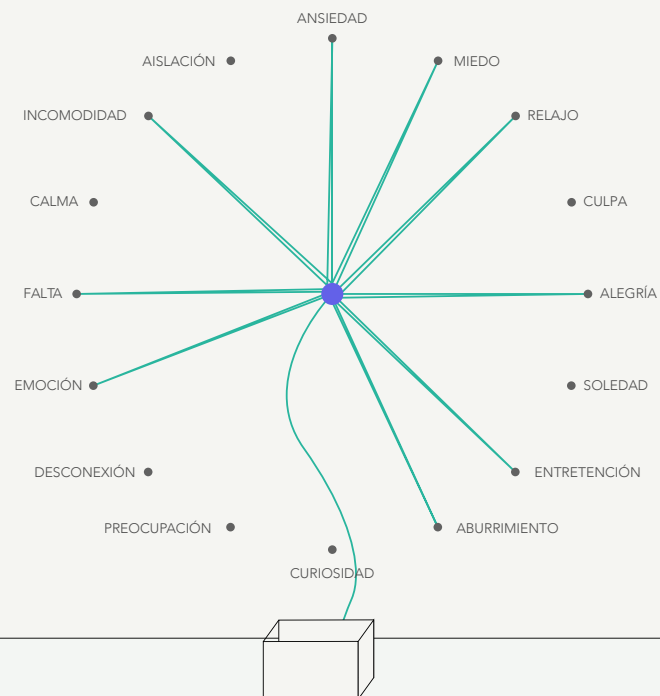 ANSIEDAD
AISLACIÓN
MIEDO
INCOMODIDAD
RELAJO
CALMA
CULPA
FALTA
ALEGRÍA
EMOCIÓN
SOLEDAD
DESCONEXIÓN
ENTRETENCIÓN
PREOCUPACIÓN
ABURRIMIENTO
CURIOSIDAD